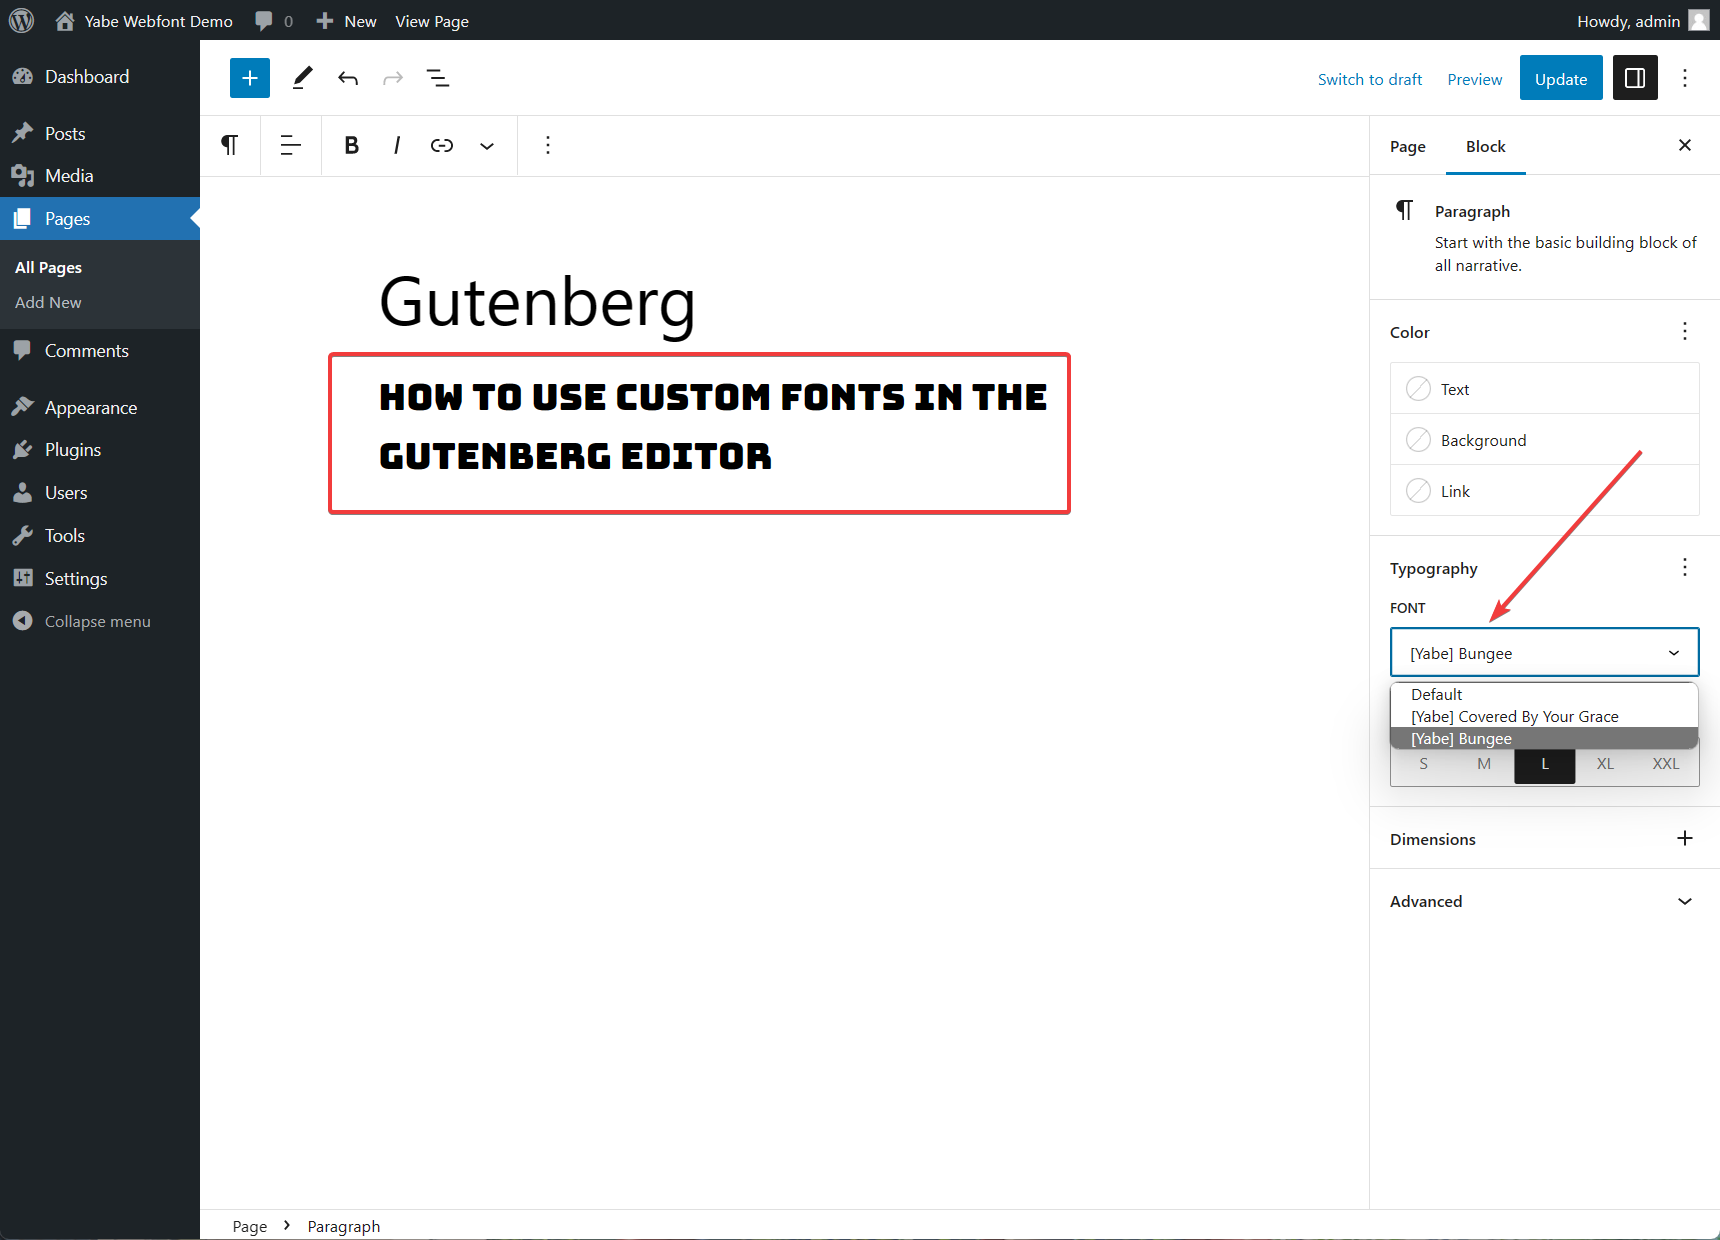 Yabe Webfont Demo 0 New View Page Howdy, admin
Dashboard
Posts
Media
Pages
All Pages
Add New
Comments
Appearance
Plugins
Users
Tools
Settings
Collapse menu
Switch to draft Preview Update
B I
Gutenberg
HOW TO USE CUSTOM FONTS IN THE
GUTENBERG EDITOR
Page Block
Paragraph
Start with the basic building block of
all narrative.
Color
Text
Background
Link
Typography
FONT
[Yabe] Bungee
Default
[Yabe] Covered By Your Grace
[Yabe] Bungee
S M L XL XXL
Dimensions
Advanced
Page Paragraph